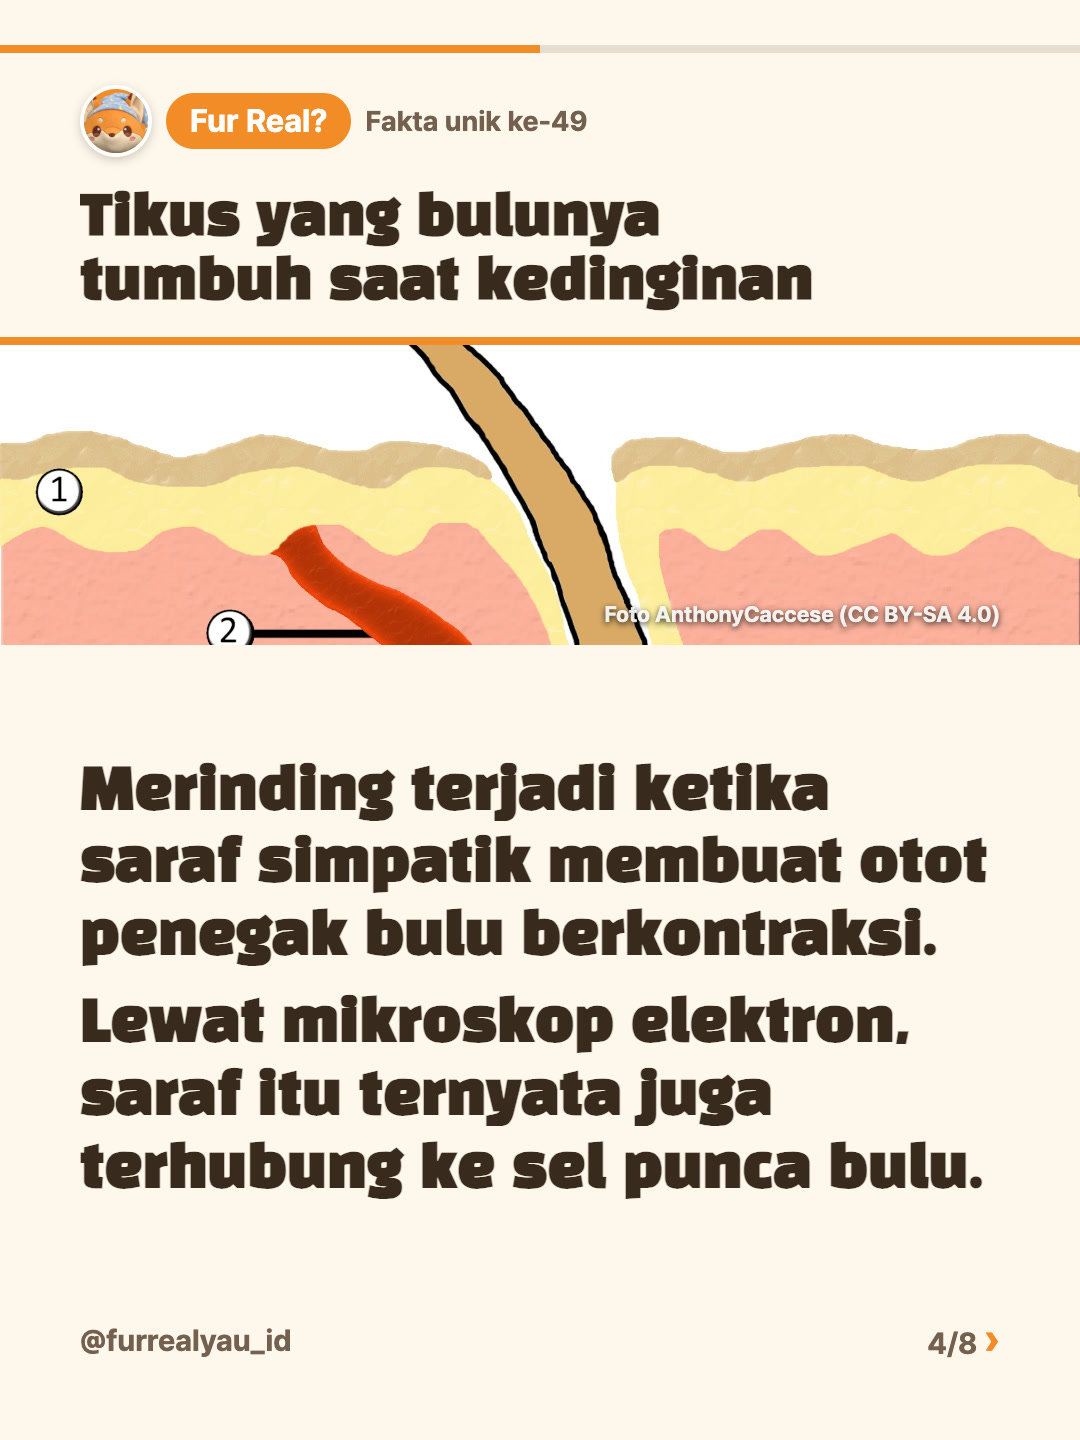 Fur Real?
Fakta unik ke-49
Tikus yang bulunya
tumbuh saat kedinginan
1
2
Foto AnthonyCaccese (CC BY-SA 4.0)
Merinding terjadi ketika
saraf simpatik membuat otot
penegak bulu berkontraksi.
Lewat mikroskop elektron,
saraf itu ternyata juga
terhubung ke sel punca bulu.
@furrealyau_id
4/8 ›